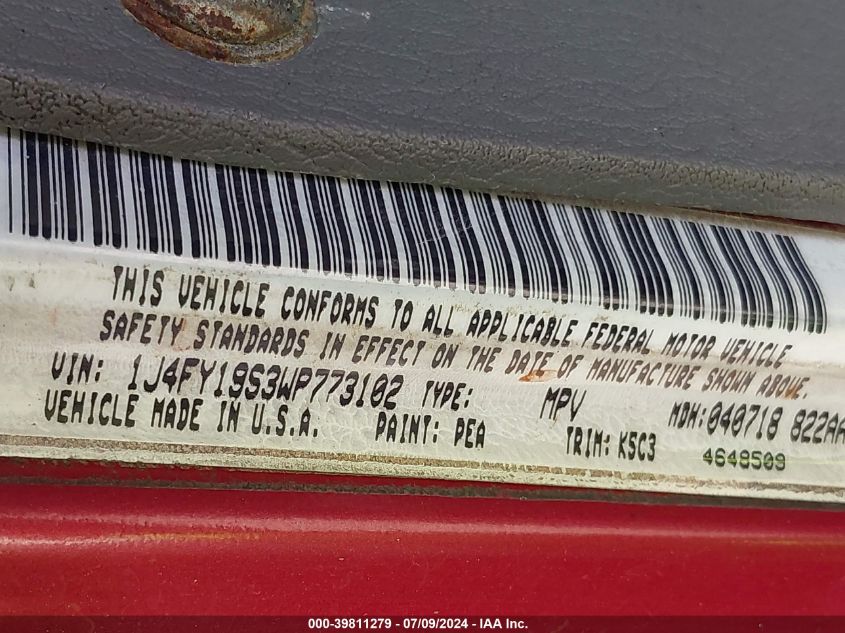 THIS VEHICLE CONFORMS TO ALL APPLICABLE FEDERAL MOTOR VEHICLE
SAFETY STANDARDS IN EFFECT ON THE DATE OF MANUFACTURE SHOWN ABOVE.
VIN: 1J4FY19S3WP773102 TYPE: MPV MDH:040718 822AA
VEHICLE MADE IN U.S.A. PAINT: PEA TRIM: K5C3 4648509
000-39811279 - 07/09/2024 - IAA Inc.